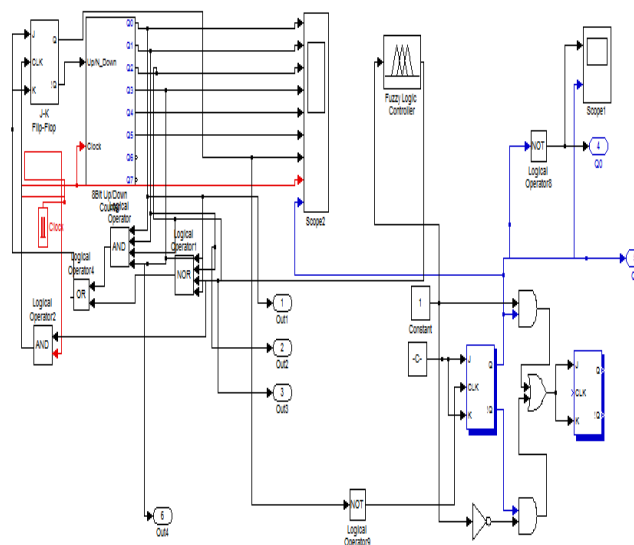 J
CLK
K
Q
!Q
J-K
Flip-Flop
Up/N_Down
Clock
Q0
Q1
Q2
Q3
Q4
Q5
Q6
Q7
8Bit Up/Down
Clock
Scope2
Fuzzy Logic
Controller
Scope1
NOT
Logical
Operator8
4
Q0
Logical
Operator
AND
Logical
Operator1
NOR
Logical
Operator4
OR
Logical
Operator2
AND
1
Out1
2
Out2
3
Out3
6
Out4
1
Constant
-C-
J
CLK
K
Q
!Q
J
CLK
K
Q
!Q
NOT
Logical
Operator9